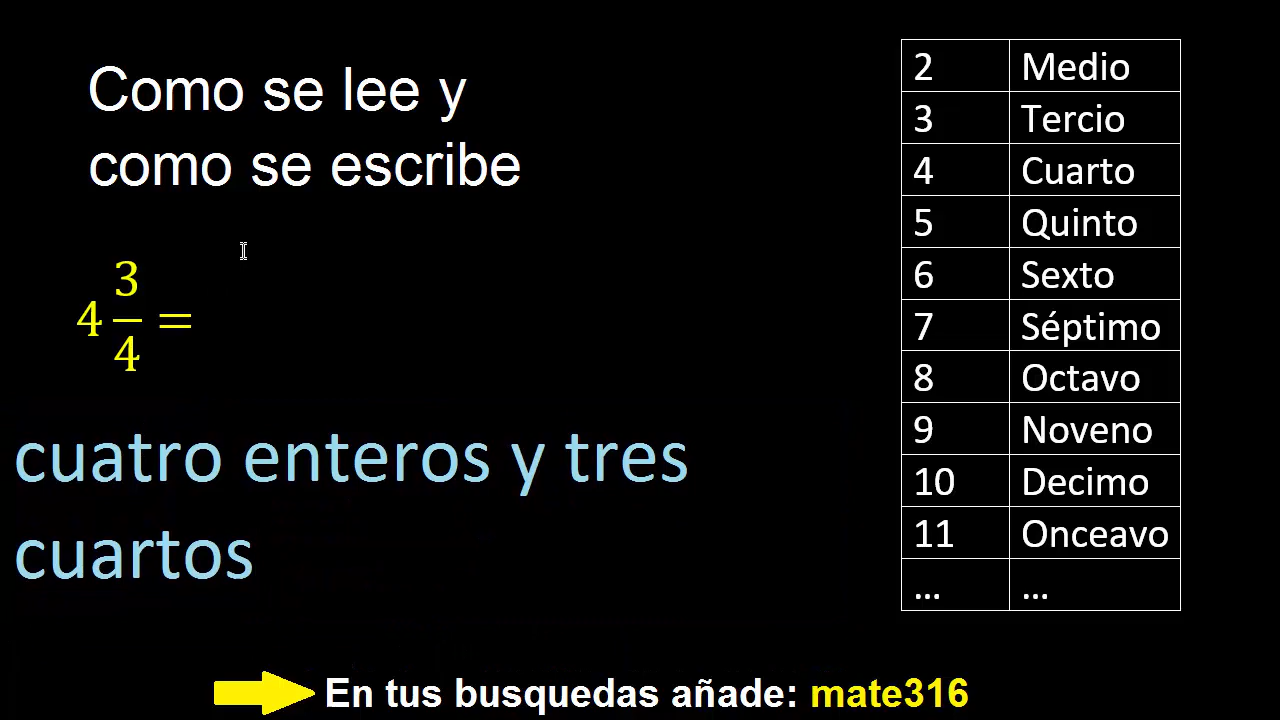 Como se lee y
como se escribe
4 3/4 =
cuatro enteros y tres
cuartos
2 Medio
3 Tercio
4 Cuarto
5 Quinto
6 Sexto
7 Séptimo
8 Octavo
9 Noveno
10 Decimo
11 Onceavo
... ...
En tus busquedas añade: mate316